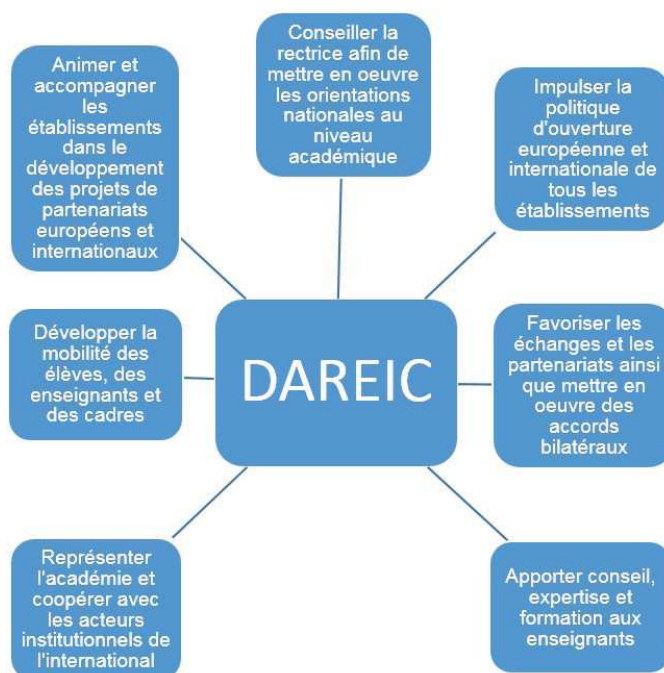 Conseiller la
rectrice afin de
mettre en oeuvre
les orientations
nationales au
niveau
académique
Animer et
accompagner
les
établissements
dans le
développement
des projets de
partenariats
européens et
internationaux
Impulser la
politique
d'ouverture
européenne et
internationale de
tous les
établissements
Développer la
mobilité des
élèves, des
enseignants et
des cadres
DAREIC
Favoriser les
échanges et les
partenariats ainsi
que mettre en
oeuvre des
accords
bilatéraux
Représenter
l'académie et
coopérer avec
les acteurs
institutionnels de
l'international
Apporter conseil,
expertise et
formation aux
enseignants